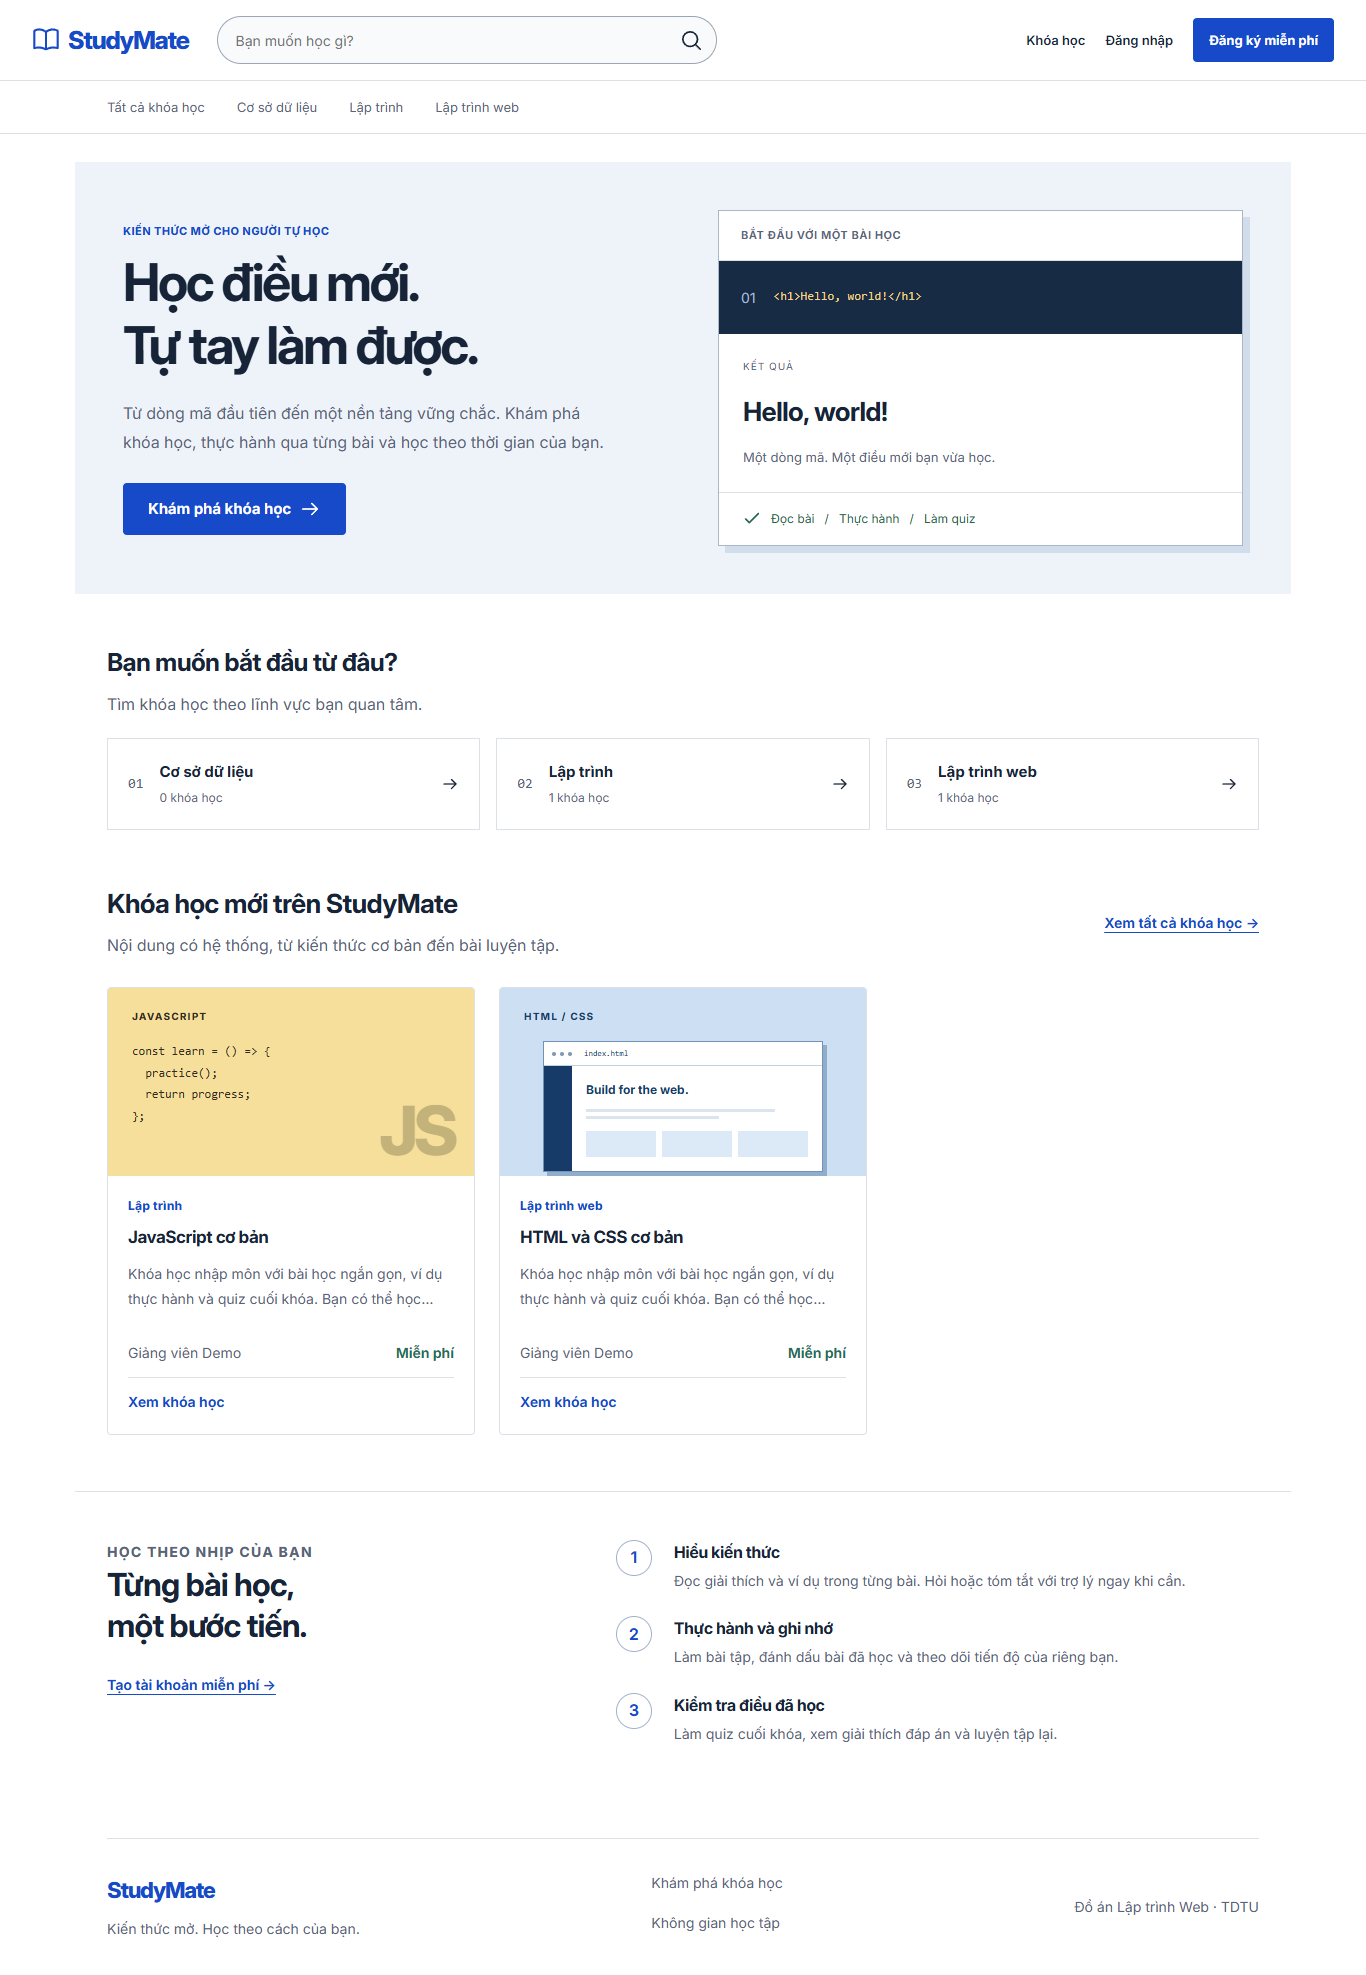 StudyMate
Bạn muốn học gì?
Khóa học
Đăng nhập
Đăng ký miễn phí
Tất cả khóa học
Cơ sở dữ liệu
Lập trình
Lập trình web
KIẾN THỨC MỞ CHO NGƯỜI TỰ HỌC
Học điều mới.
Tự tay làm được.
Từ dòng mã đầu tiên đến một nền tảng vững chắc. Khám phá
khóa học, thực hành qua từng bài và học theo thời gian của bạn.
Khám phá khóa học →
BẮT ĐẦU VỚI MỘT BÀI HỌC
01 <h1>Hello, world!</h1>
KẾT QUẢ
Hello, world!
Một dòng mã. Một điều mới bạn vừa học.
Đọc bài / Thực hành / Làm quiz
Bạn muốn bắt đầu từ đâu?
Tìm khóa học theo lĩnh vực bạn quan tâm.
01
Cơ sở dữ liệu
0 khóa học
→
02
Lập trình
1 khóa học
→
03
Lập trình web
1 khóa học
→
Khóa học mới trên StudyMate
Nội dung có hệ thống, từ kiến thức cơ bản đến bài luyện tập.
Xem tất cả khóa học →
JAVASCRIPT
const learn = () => {
practice();
return progress;
};
JS
Lập trình
JavaScript cơ bản
Khóa học nhập môn với bài học ngắn gọn, ví dụ
thực hành và quiz cuối khóa. Bạn có thể học...
Giảng viên Demo
Miễn phí
Xem khóa học
HTML / CSS
index.html
Build for the web.
Lập trình web
HTML và CSS cơ bản
Khóa học nhập môn với bài học ngắn gọn, ví dụ
thực hành và quiz cuối khóa. Bạn có thể học...
Giảng viên Demo
Miễn phí
Xem khóa học
HỌC THEO NHỊP CỦA BẠN
Từng bài học,
một bước tiến.
Tạo tài khoản miễn phí →
1
Hiểu kiến thức
Đọc giải thích và ví dụ trong từng bài. Hỏi hoặc tóm tắt với trợ lý ngay khi cần.
2
Thực hành và ghi nhớ
Làm bài tập, đánh dấu bài đã học và theo dõi tiến độ của riêng bạn.
3
Kiểm tra điều đã học
Làm quiz cuối khóa, xem giải thích đáp án và luyện tập lại.
StudyMate
Kiến thức mở. Học theo cách của bạn.
Khám phá khóa học
Không gian học tập
Đồ án Lập trình Web · TDTU